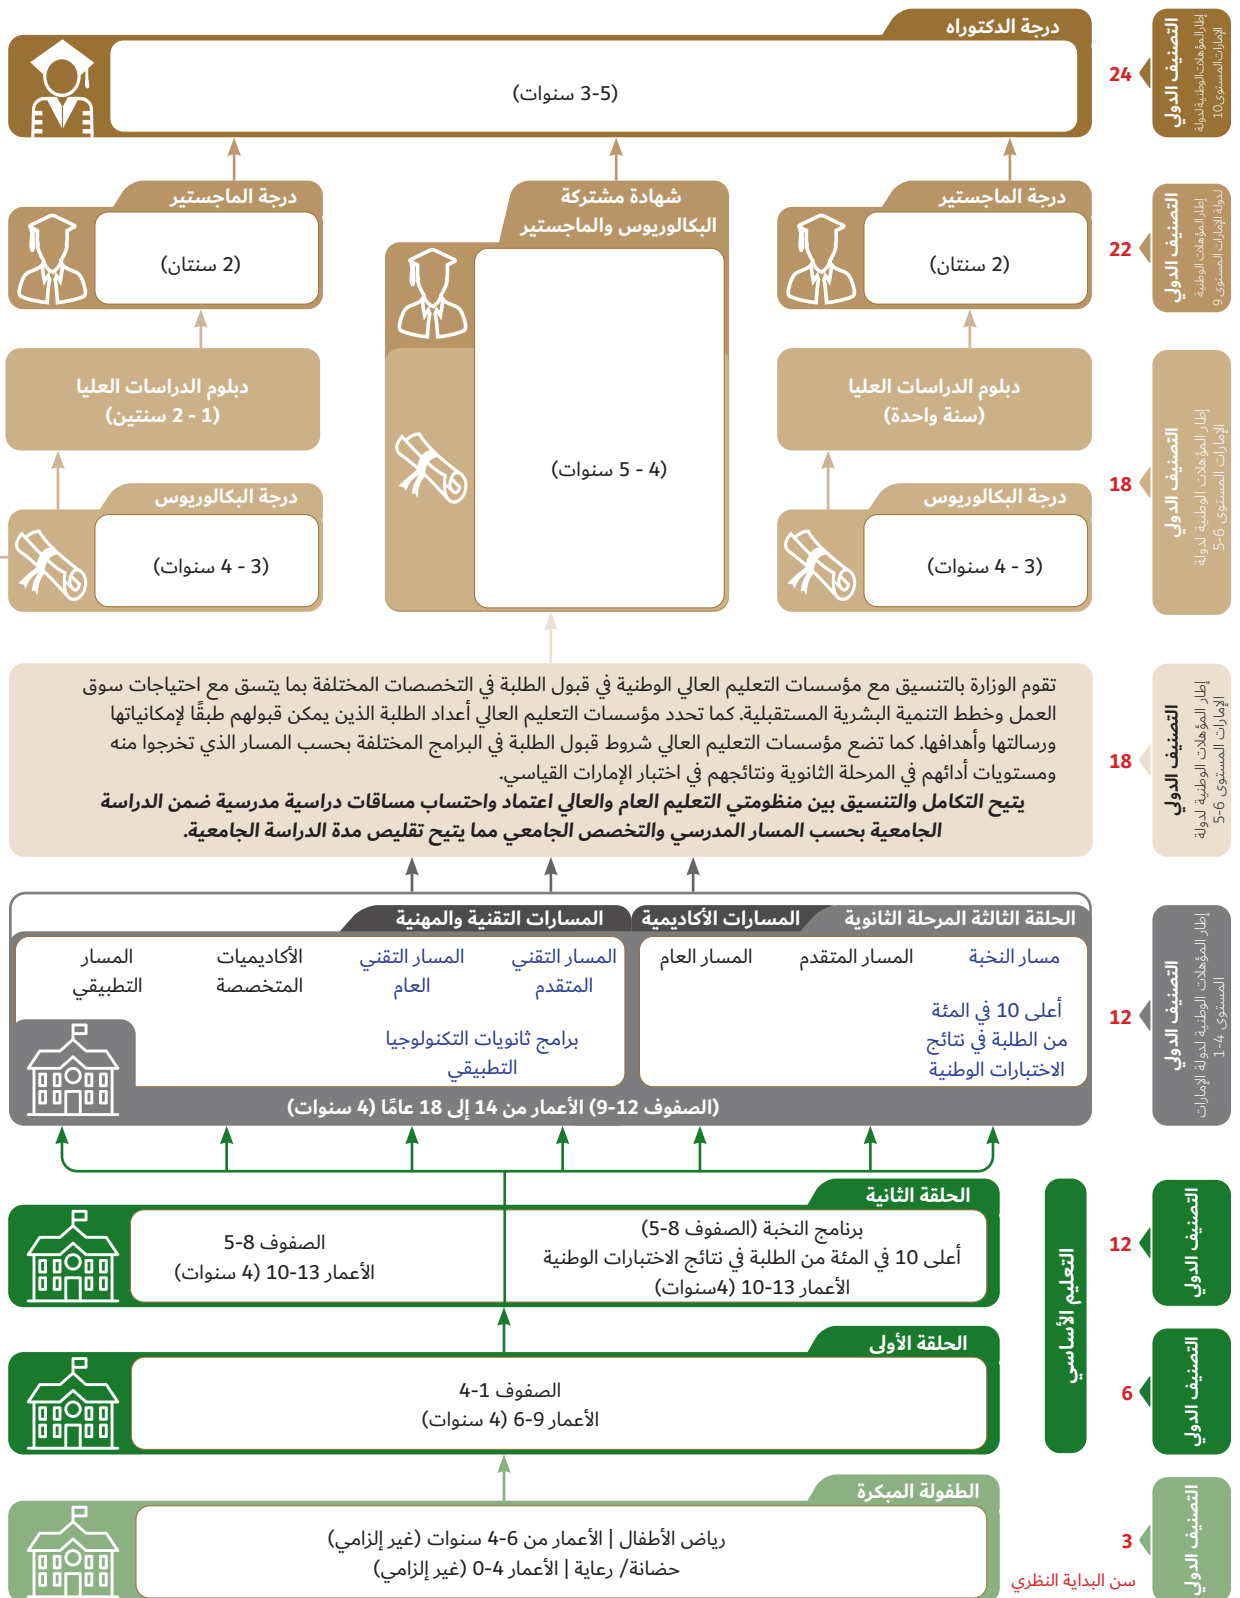 درجة الدكتوراه
(3-5 سنوات)
24
التصنيف الدولي
إطار المؤهلات الوطنية لدولة
الإمارات المستوى 10
درجة الماجستير
(2 سنتان)
شهادة مشتركة
البكالوريوس والماجستير
(4 - 5 سنوات)
درجة الماجستير
(2 سنتان)
22
التصنيف الدولي
إطار المؤهلات الوطنية
لدولة الإمارات المستوى 9
دبلوم الدراسات العليا
(سنة واحدة)
دبلوم الدراسات العليا
(1 - 2 سنتين)
درجة البكالوريوس
(3 - 4 سنوات)
درجة البكالوريوس
(3 - 4 سنوات)
18
التصنيف الدولي
إطار المؤهلات الوطنية لدولة
الإمارات المستوى 6-5
تقوم الوزارة بالتنسيق مع مؤسسات التعليم العالي الوطنية في قبول الطلبة في التخصصات المختلفة بما يتسق مع احتياجات سوق
العمل وخطط التنمية البشرية المستقبلية. كما تحدد مؤسسات التعليم العالي أعداد الطلبة الذين يمكن قبولهم طبقًا لإمكانياتها
ورسالتها وأهدافها. كما تضع مؤسسات التعليم العالي شروط قبول الطلبة في البرامج المختلفة بحسب المسار الذي تخرجوا منه
ومستويات أدائهم في المرحلة الثانوية ونتائجهم في اختبار الإمارات القياسي.
يتيح التكامل والتنسيق بين منظومتي التعليم العام والعالي اعتماد واحتساب مساقات دراسية مدرسية ضمن الدراسة
الجامعية بحسب المسار المدرسي والتخصص الجامعي مما يتيح تقليص مدة الدراسة الجامعية.
18
التصنيف الدولي
إطار المؤهلات الوطنية لدولة
الإمارات المستوى 6-5
الحلقة الثالثة المرحلة الثانوية
المسارات الأكاديمية
المسارات التقنية والمهنية
مسار النخبة
أعلى 10 في المئة
من الطلبة في نتائج
الاختبارات الوطنية
المسار المتقدم
المسار العام
المسار التقني
المتقدم
المسار التقني
العام
برامج ثانويات التكنولوجيا
التطبيقي
الأكاديميات
المتخصصة
المسار
التطبيقي
(الصفوف 12-9) الأعمار من 14 إلى 18 عامًا (4 سنوات)
12
التصنيف الدولي
إطار المؤهلات الوطنية لدولة الإمارات
المستوى 4-1
الحلقة الثانية
برنامج النخبة (الصفوف 8-5)
أعلى 10 في المئة من الطلبة في نتائج الاختبارات الوطنية
الأعمار 13-10 (4سنوات)
الصفوف 8-5
الأعمار 13-10 (4 سنوات)
12
التصنيف الدولي
التعليم الأساسي
الحلقة الأولى
الصفوف 1-4
الأعمار 9-6 (4 سنوات)
6
التصنيف الدولي
الطفولة المبكرة
رياض الأطفال | الأعمار من 6-4 سنوات (غير إلزامي)
حضانة/ رعاية | الأعمار 4-0 (غير إلزامي)
3
سن البداية النظري
التصنيف الدولي